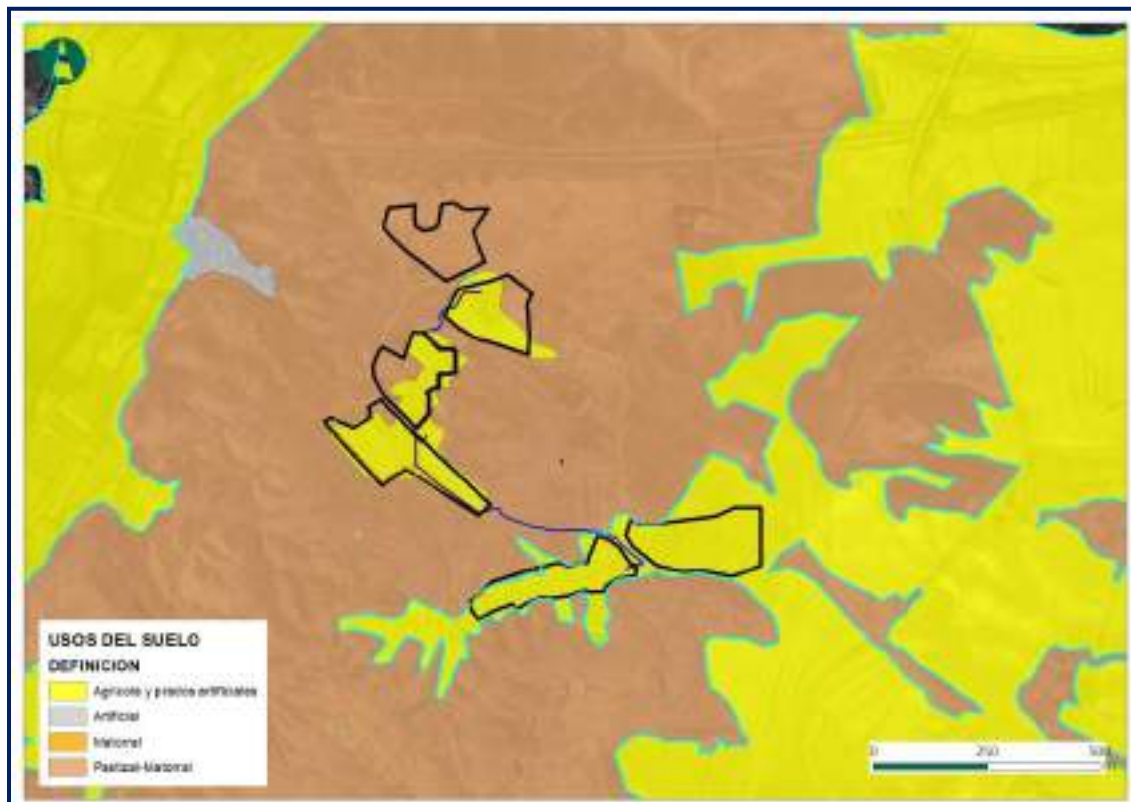 USOS DEL SUELO
DEFINICION
Agrícola y prados artificiales
Artificial
Matorral
Pastizal-Matorral
0 250 500